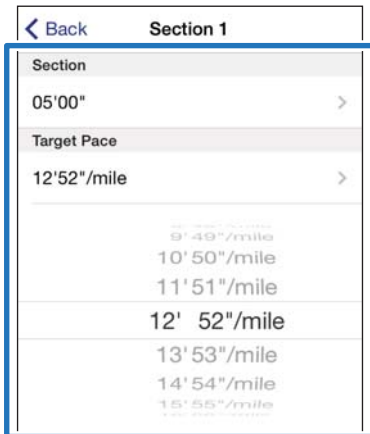 Back Section 1
Section
05'00"
Target Pace
12'52"/mile
9'49"/mile
10'50"/mile
11'51"/mile
12' 52"/mile
13'53"/mile
14'54"/mile
15'55"/mile